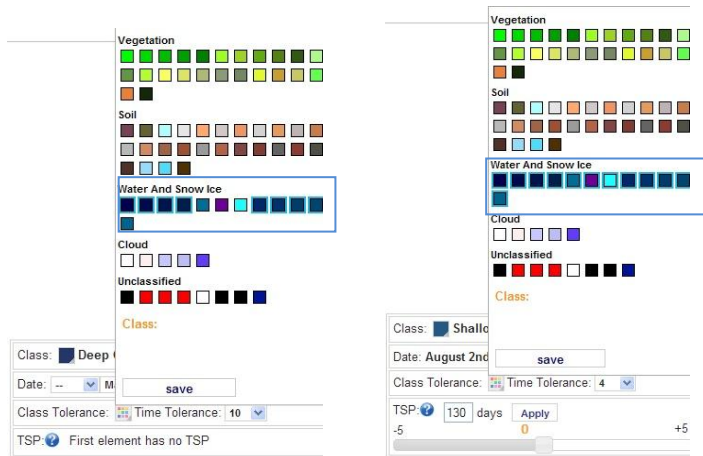 Vegetation
Soil
Water And Snow Ice
Cloud
Unclassified
Class:
save
Class: Deep
Date: --
Class Tolerance: Time Tolerance: 10
TSP: ? First element has no TSP
Vegetation
Soil
Water And Snow Ice
Cloud
Unclassified
Class:
save
Class: Shallo
Date: August 2nd
Class Tolerance: Time Tolerance: 4
TSP: ? 130 days Apply
-5 0 +5